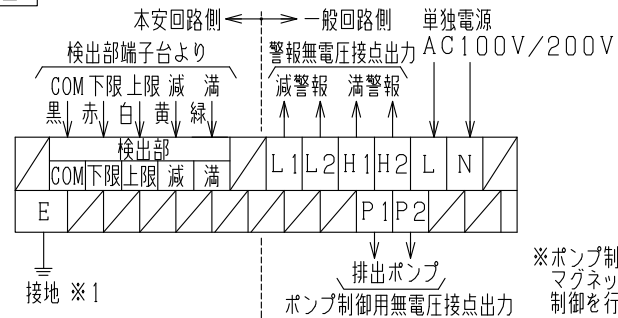 本安回路側 一般回路側 単独電源
検出部端子台より 警報無電圧接点出力 AC100V/200V
COM 下限 上限 減 満 減警報 満警報
黒 赤 白 黄 緑
検出部
COM 下限 上限 減 満 L1 L2 H1 H2 L N
E P1 P2
接地 ※1
排出ポンプ
ポンプ制御用無電圧接点出力
※ポンプ制
マグネッ
制御を行